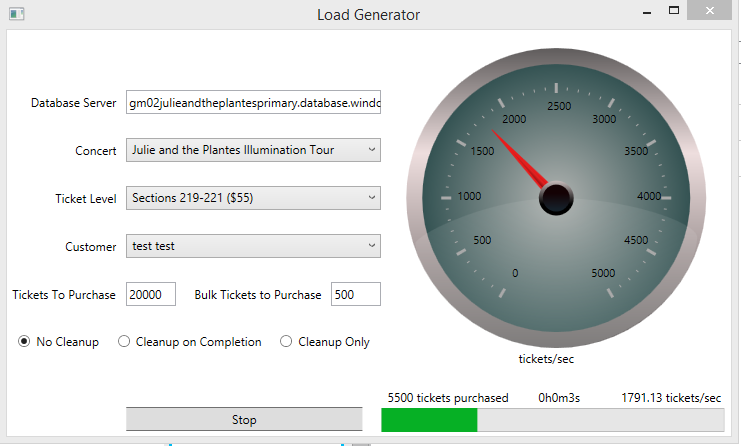 Load Generator
Database Server gm02julieandtheplantesprimary.database.windo
Concert Julie and the Plantes Illumination Tour
Ticket Level Sections 219-221 ($55)
Customer test test
Tickets To Purchase 20000 Bulk Tickets to Purchase 500
No Cleanup Cleanup on Completion Cleanup Only
Stop
0
500
1000
1500
2000
2500
3000
3500
4000
4500
5000
tickets/sec
5500 tickets purchased 0h0m3s 1791.13 tickets/sec